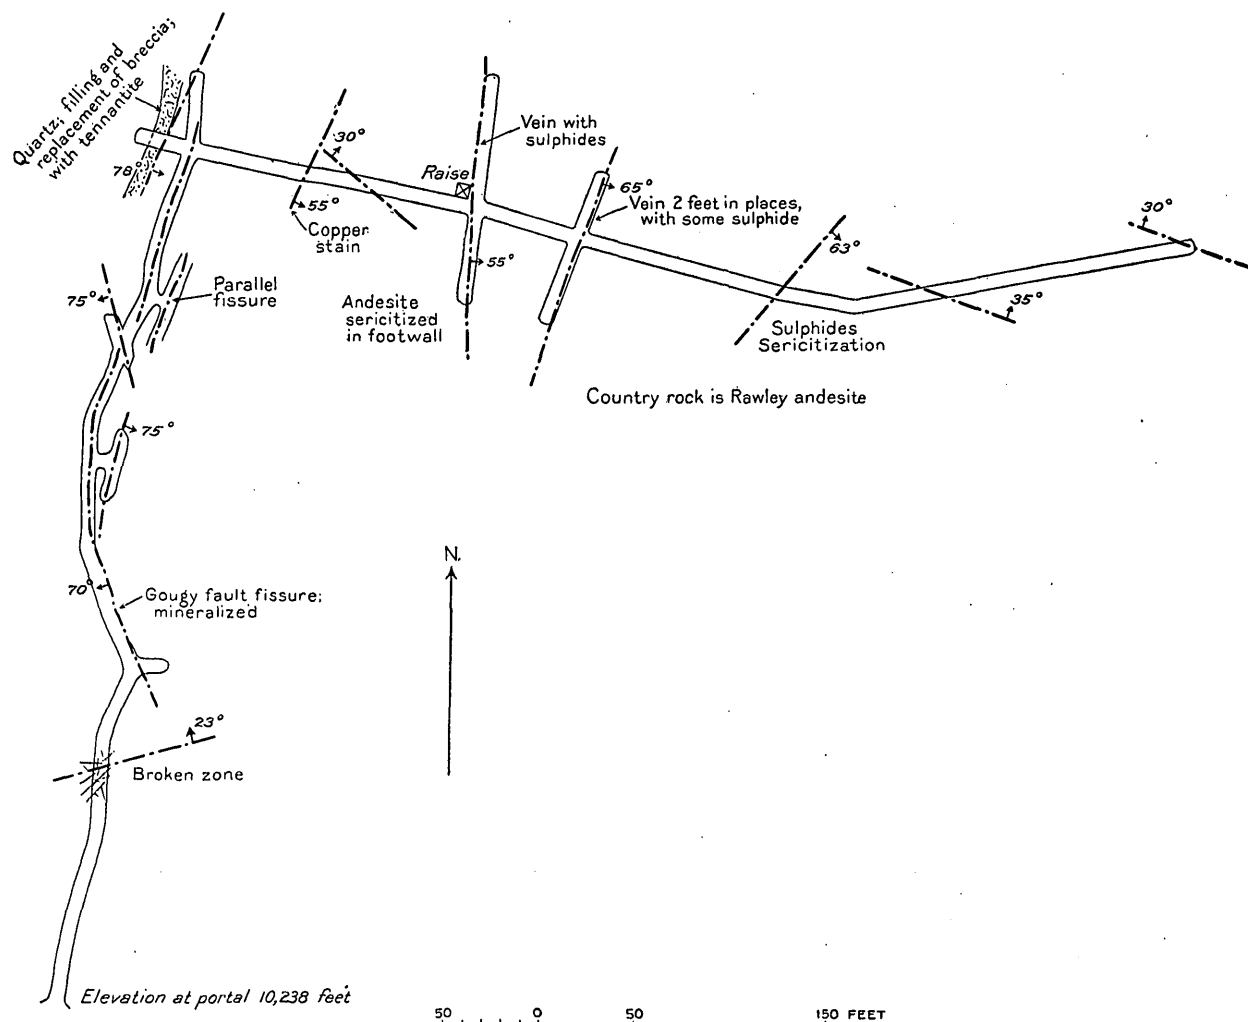 Quartz; filling and
replacement of breccia;
with tennantite
78°
30°
55°
Copper
stain
Raise
Vein with
sulphides
65°
Vein 2 feet in places,
with some sulphide
55°
Andesite
sericitized
in footwall
63°
30°
35°
Sulphides
Sericitization
75°
Parallel
fissure
Country rock is Rawley andesite
75°
N.
70°
Gougy fault fissure;
mineralized
23°
Broken zone
Elevation at portal 10,238 feet
50 0 50 150 FEET